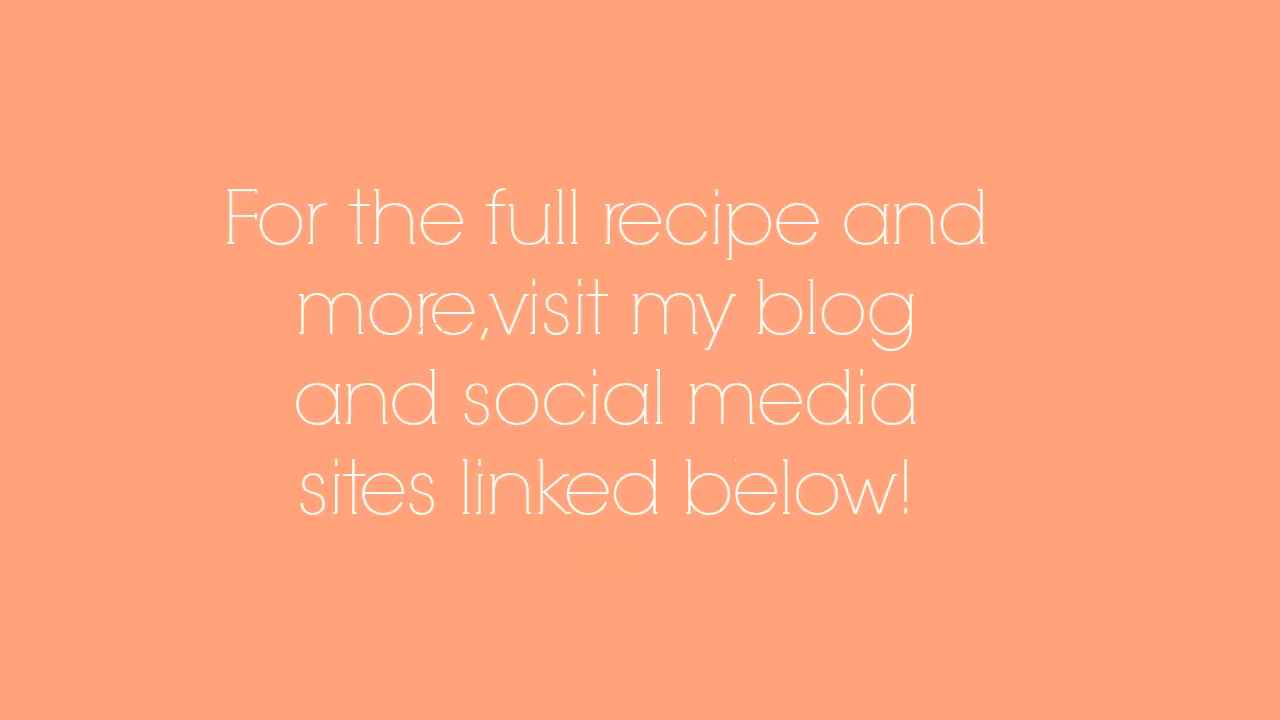 For the full recipe and
more,visit my blog
and social media
sites linked below!